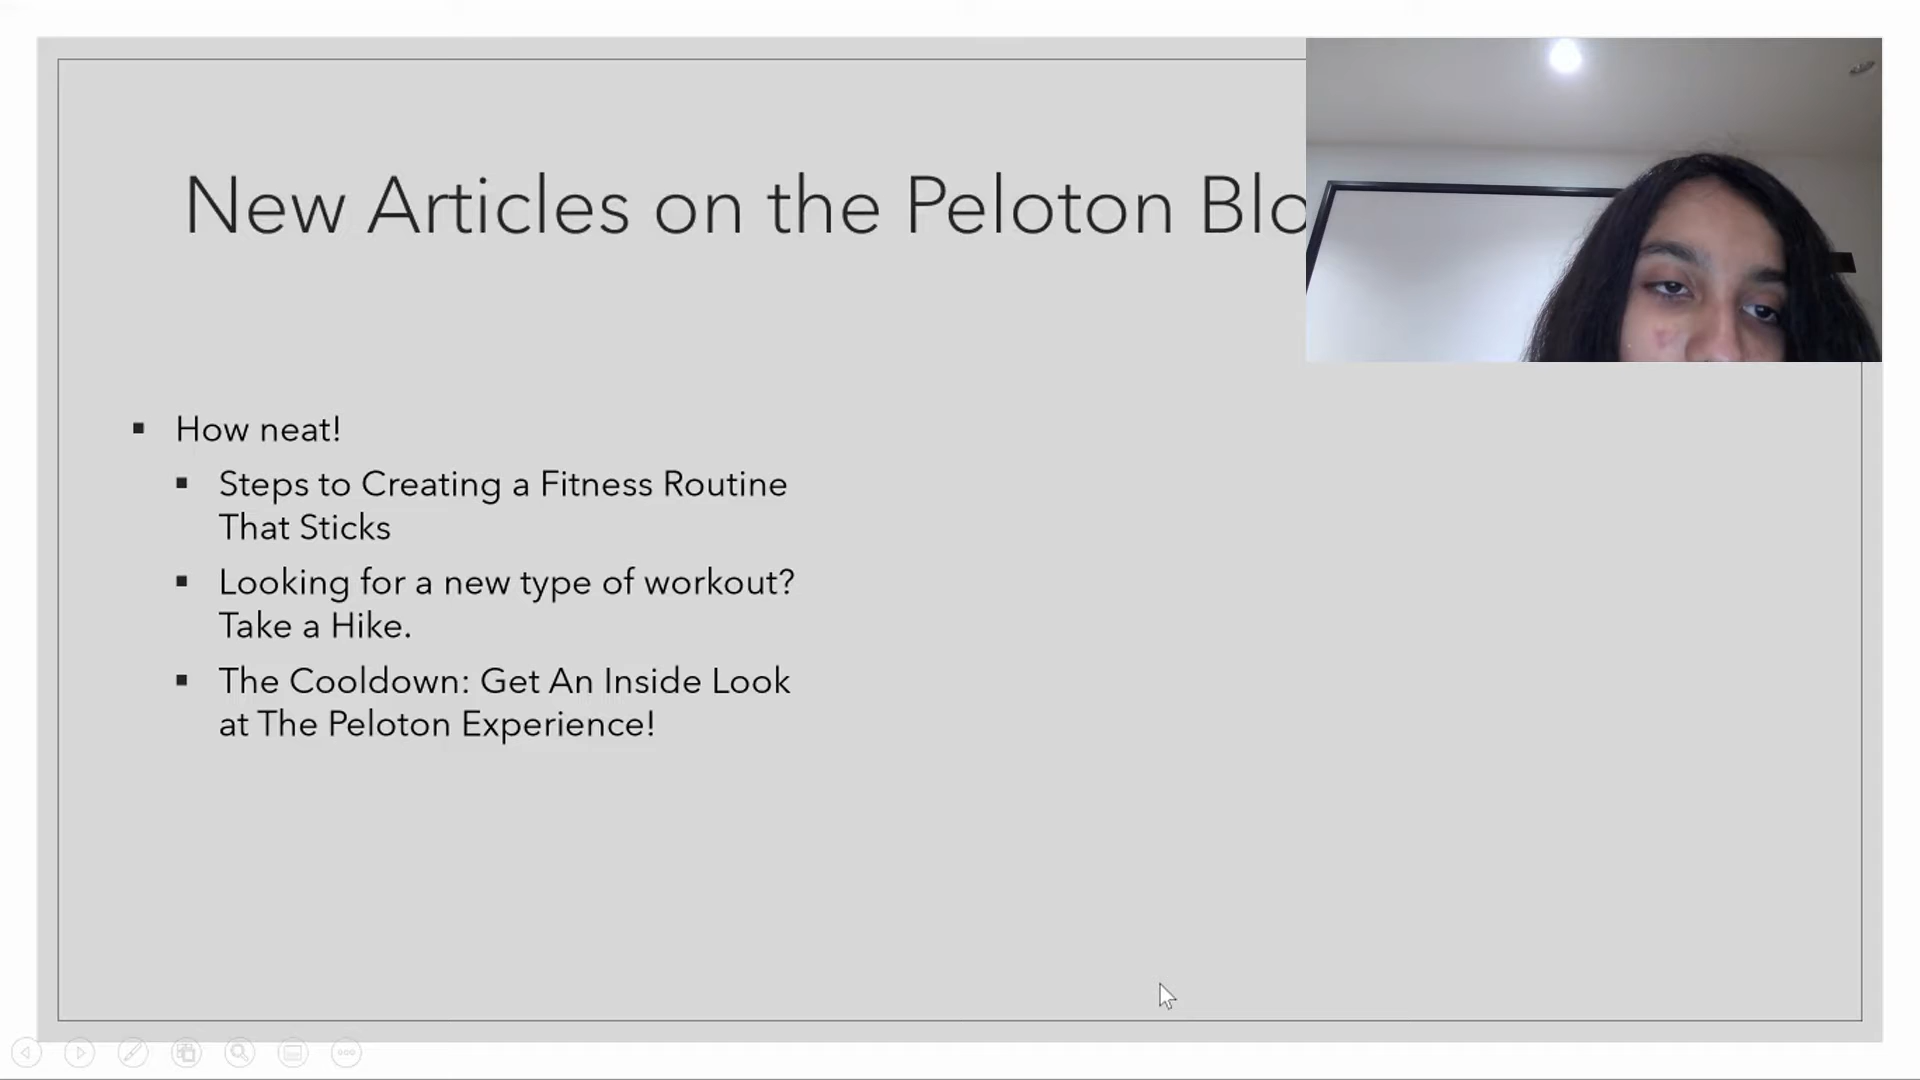 New Articles on the Peloton Blo
How neat!
Steps to Creating a Fitness Routine
That Sticks
Looking for a new type of workout?
Take a Hike.
The Cooldown: Get An Inside Look
at The Peloton Experience!